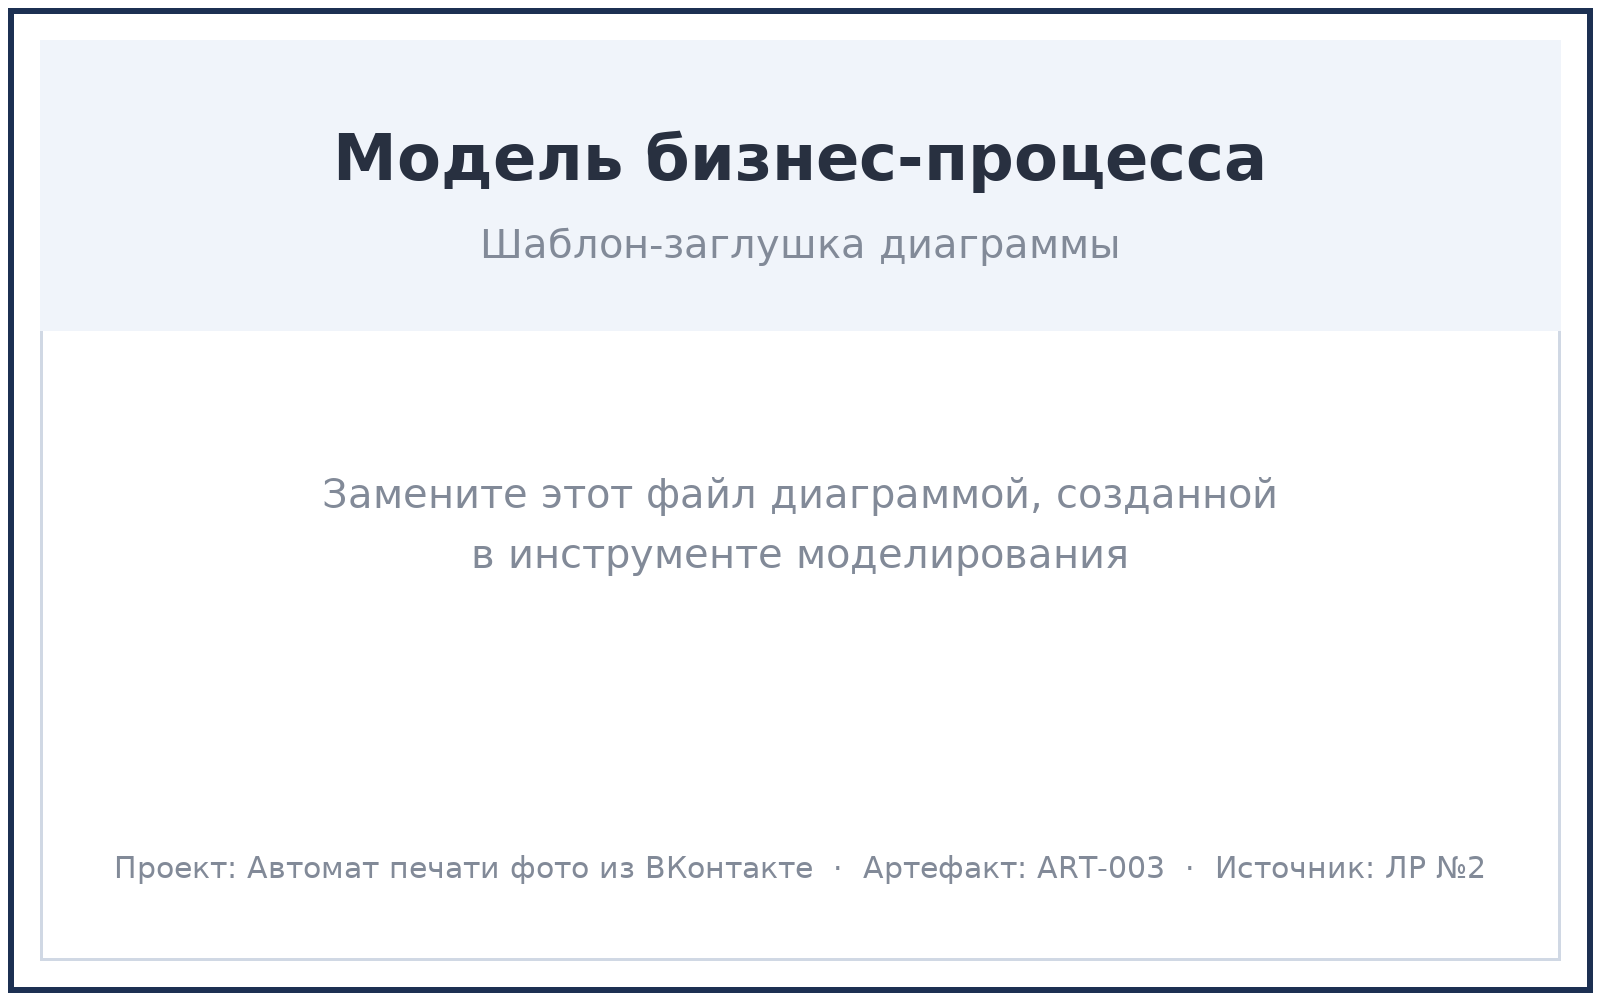 Модель бизнес-процесса
Шаблон-заглушка диаграммы
Замените этот файл диаграммой, созданной
в инструменте моделирования
Проект: Автомат печати фото из ВКонтакте · Артефакт: ART-003 · Источник: ЛР №2